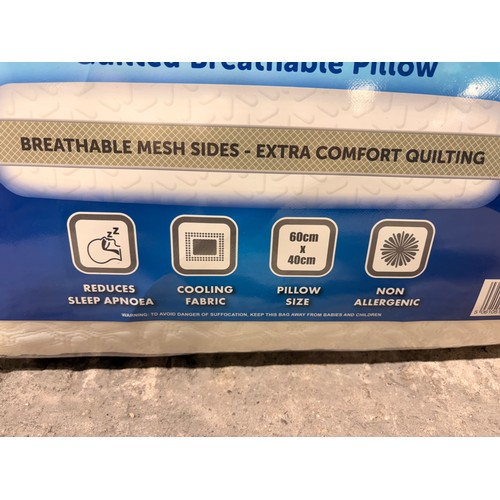 Quilted Breathable Pillow
BREATHABLE MESH SIDES - EXTRA COMFORT QUILTING
zZ
60cm
x
40cm
REDUCES
SLEEP APNOEA
COOLING
FABRIC
PILLOW
SIZE
NON
ALLERGENIC
WARNING: TO AVOID DANGER OF SUFFOCATION, KEEP THIS BAG AWAY FROM BABIES AND CHILDREN